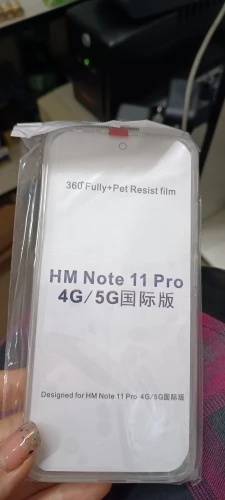 360°Fully+Pet Resist film
HM Note 11 Pro
4G/5G国际版
Designed for HM Note 11 Pro 4G/5G国际版